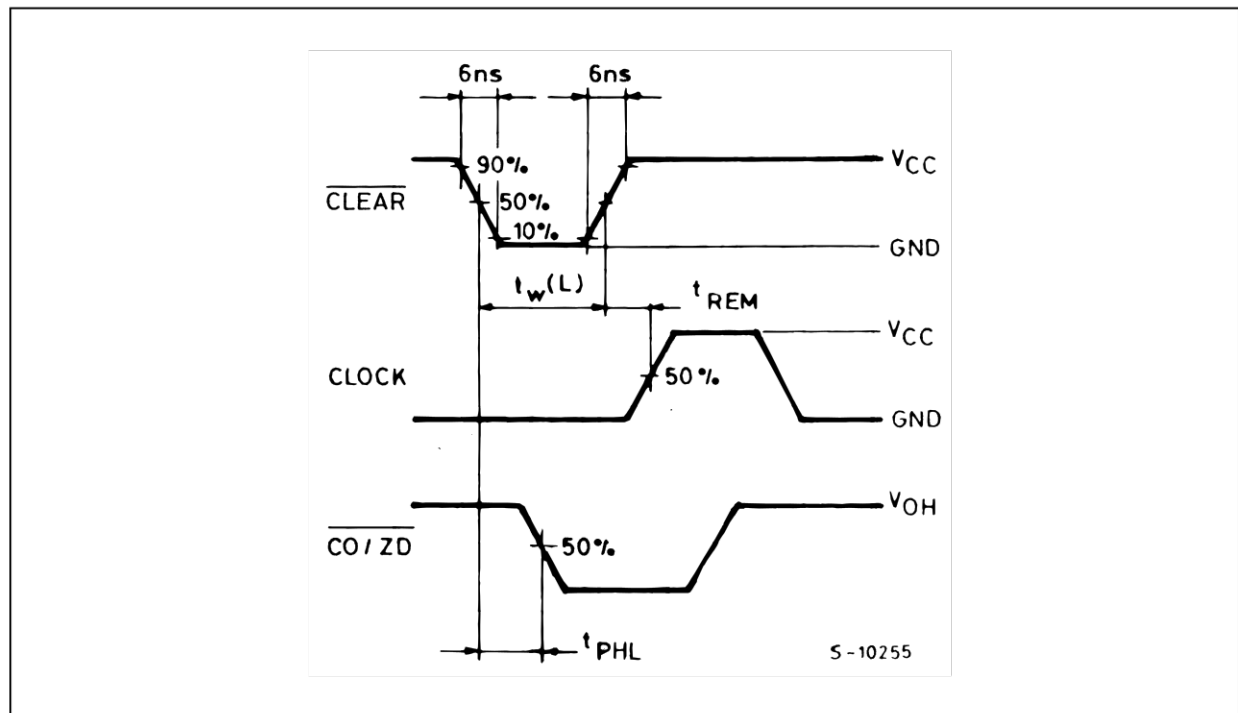 6ns 6ns
90%
VCC
CLEAR
50%
10%
GND
tw(L)
tREM
VCC
CLOCK
50%
GND
VOH
CO/ZD
50%
tPHL
S-10255